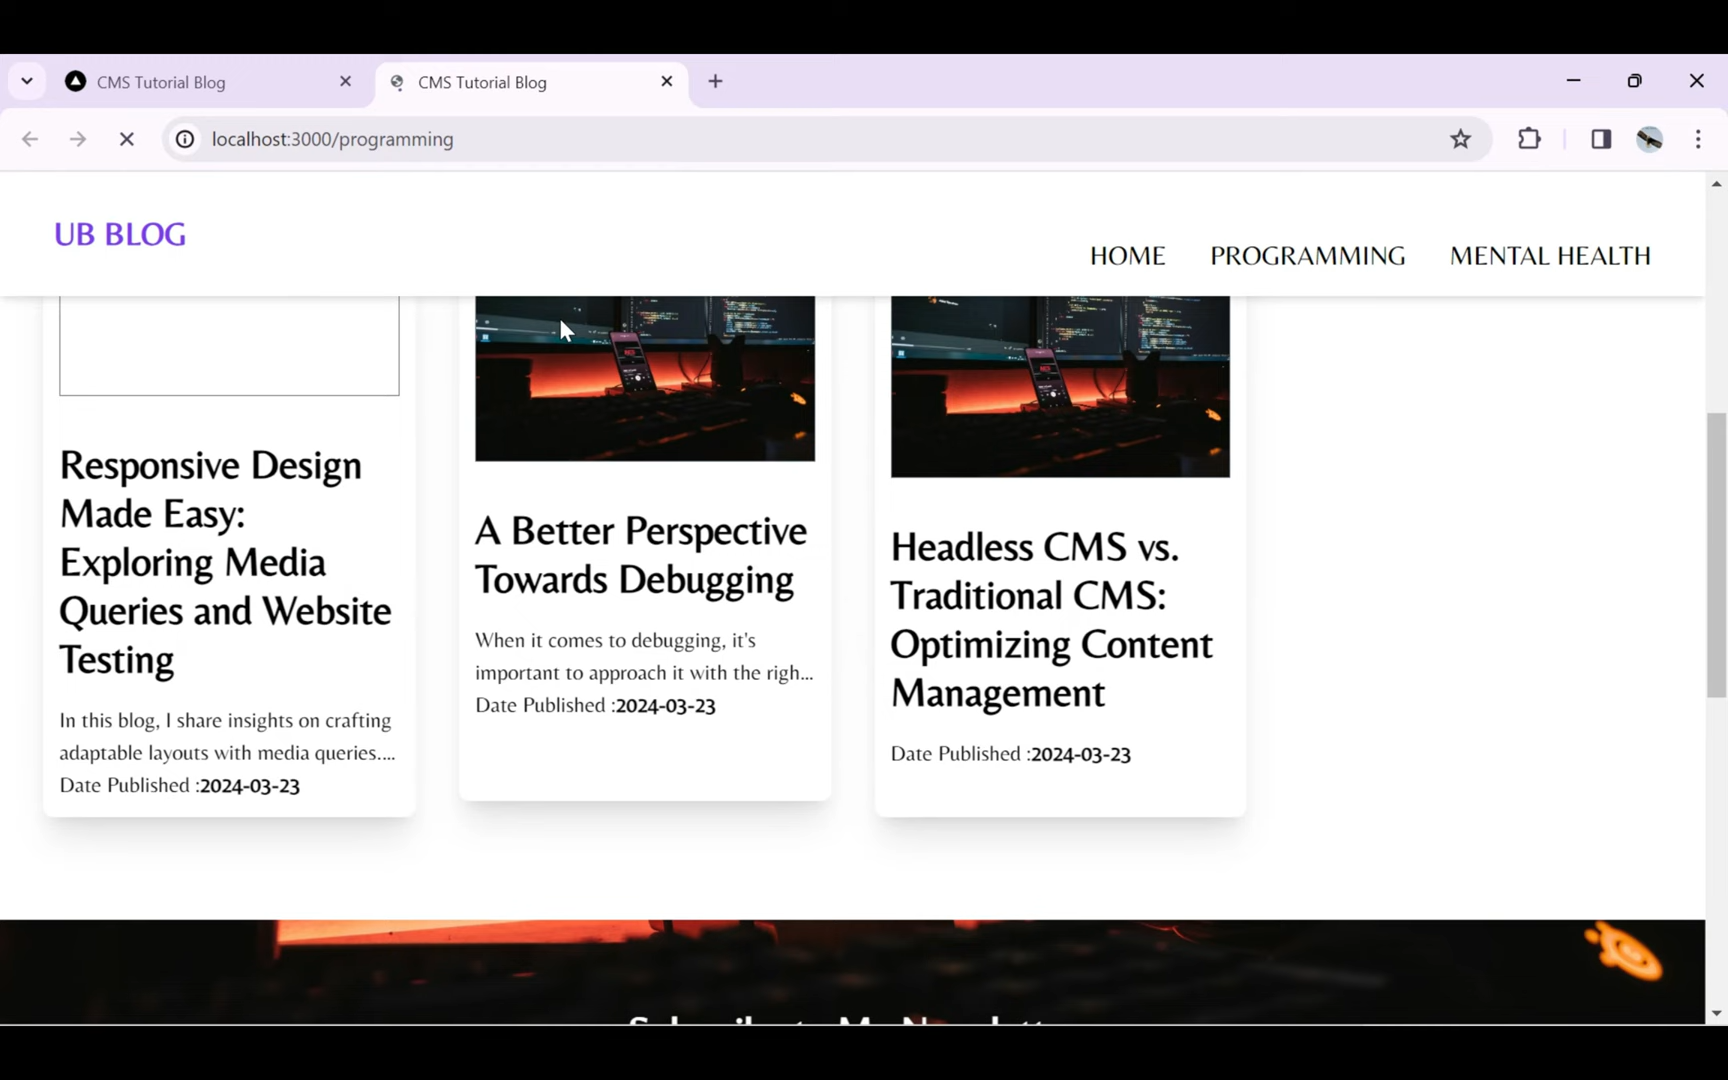 CMS Tutorial Blog
CMS Tutorial Blog
localhost:3000/programming
UB BLOG
HOME PROGRAMMING MENTAL HEALTH
Responsive Design
Made Easy:
Exploring Media
Queries and Website
Testing
In this blog, I share insights on crafting
adaptable layouts with media queries....
Date Published :2024-03-23
A Better Perspective
Towards Debugging
When it comes to debugging, it's
important to approach it with the righ...
Date Published :2024-03-23
Headless CMS vs.
Traditional CMS:
Optimizing Content
Management
Date Published :2024-03-23